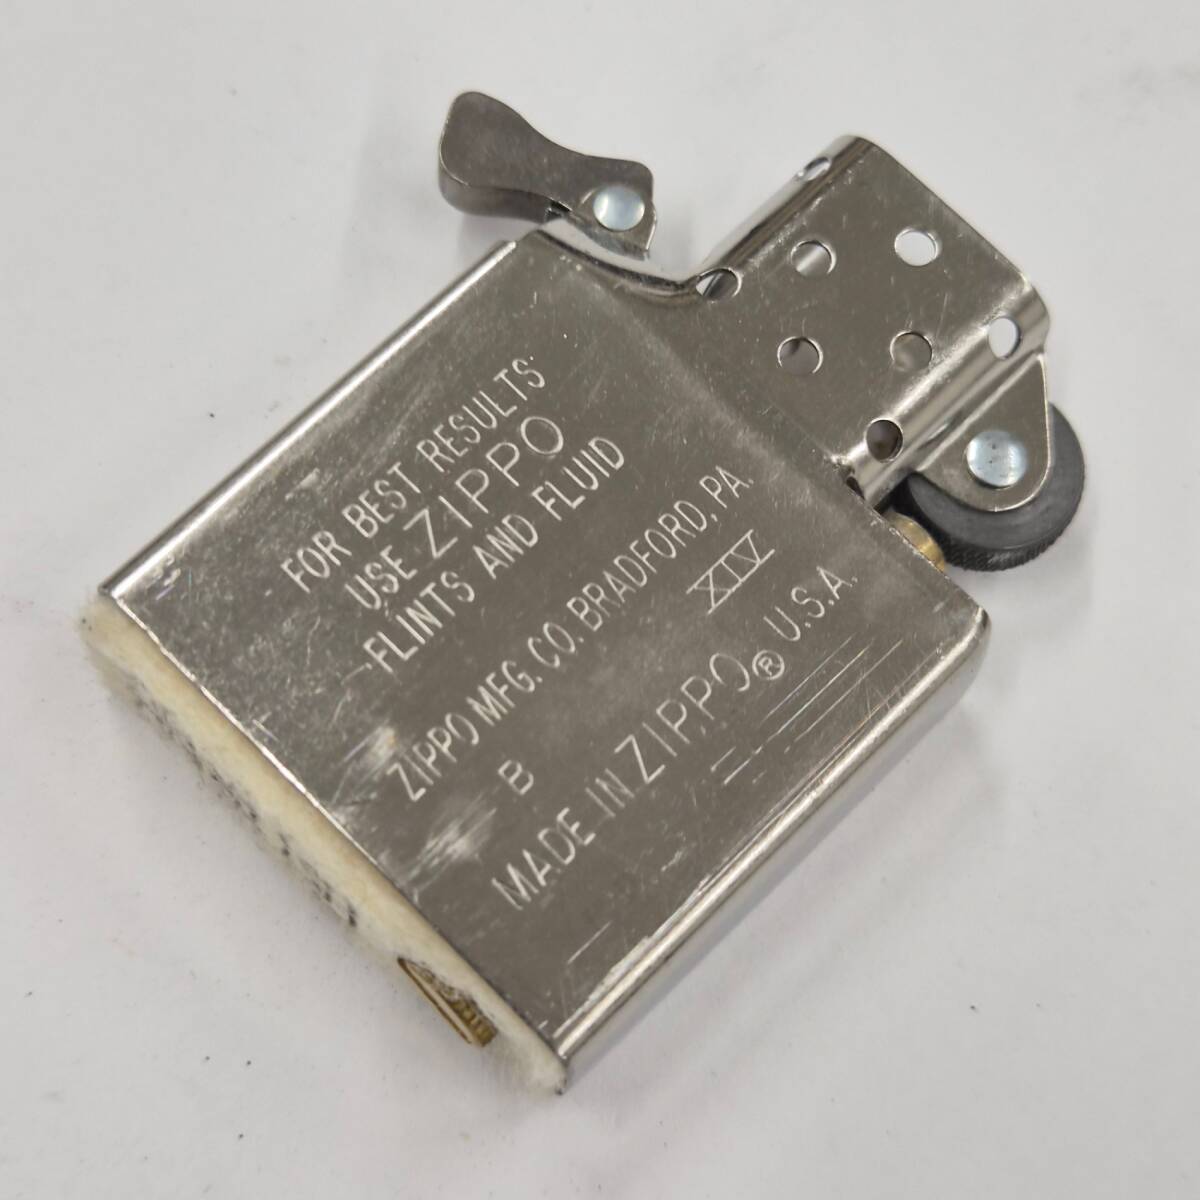 FOR BEST RESULTS
USE ZIPPO
FLINTS AND FLUID
ZIPPO MFG. CO. BRADFORD, PA.
B XIV
MADE IN ZIPPO® U.S.A.